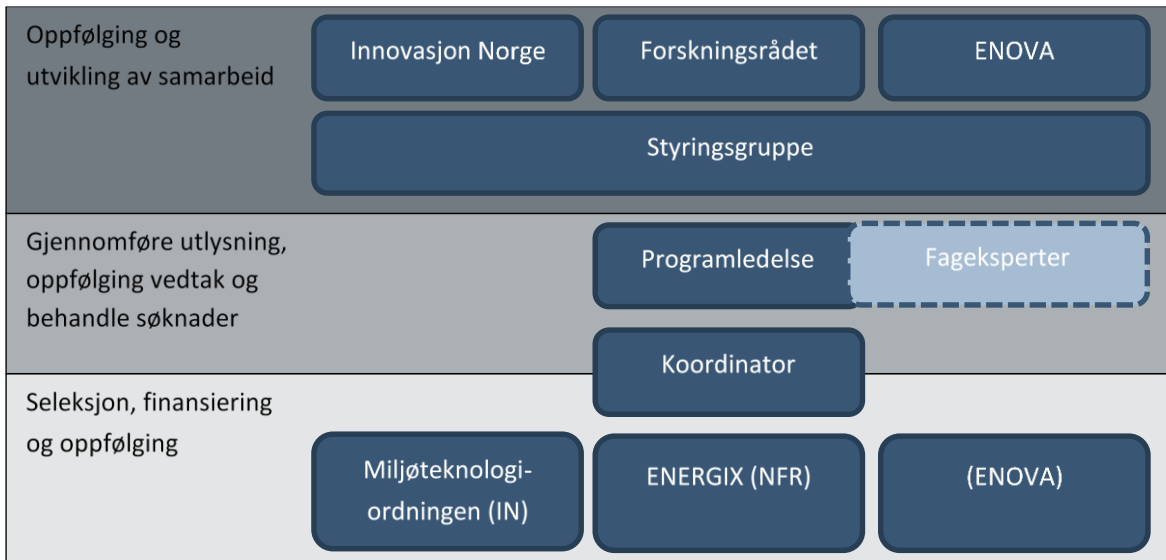 Oppfølging og
utvikling av samarbeid
Innovasjon Norge
Forskningsrådet
ENOVA
Styringsgruppe
Gjennomføre utlysning,
oppfølging vedtak og
behandle søknader
Programledelse
Fageksperter
Koordinator
Seleksjon, finansiering
og oppfølging
Miljøteknologi-
ordningen (IN)
ENERGIX (NFR)
(ENOVA)